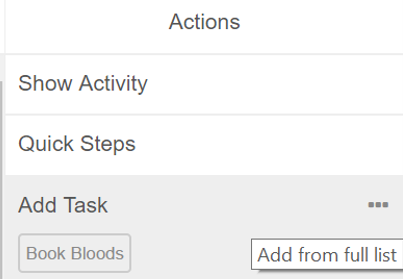 Actions
Show Activity
Quick Steps
Add Task
Book Bloods
Add from full list